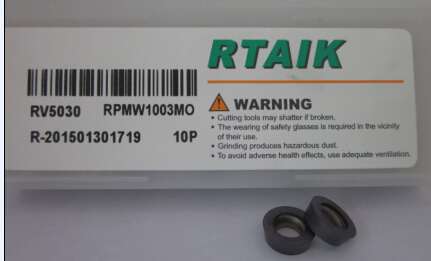 RTAIK
RV5030 RPMW1003MO
R-201501301719 10P
WARNING
• Cutting tools may shatter if broken.
• The wearing of safety glasses is required in the vicinity
of their use.
• Grinding produces hazardous dust.
• To avoid adverse health effects, use adequate ventilation.